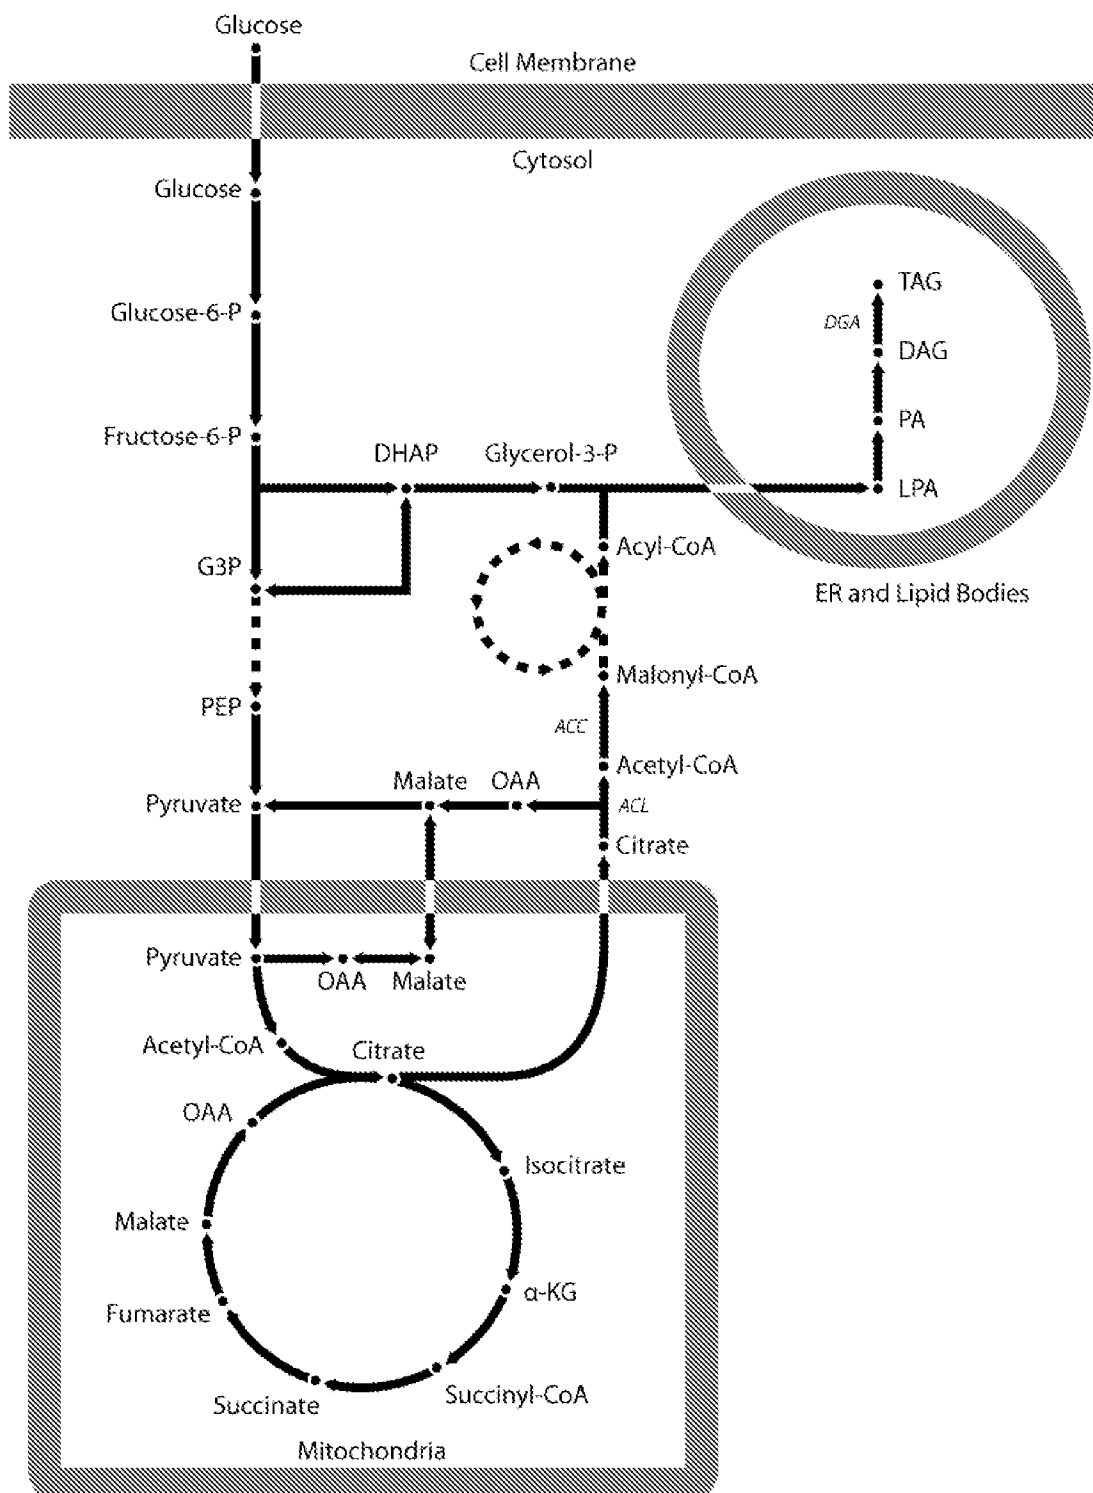 Glucose
Cell Membrane
Cytosol
Glucose
TAG
Glucose-6-P
DGA
DAG
PA
Fructose-6-P
DHAP
Glycerol-3-P
LPA
Acyl-CoA
G3P
ER and Lipid Bodies
Malonyl-CoA
PEP
ACC
Acetyl-CoA
Malate
OAA
Pyruvate
ACL
Citrate
Pyruvate
OAA
Malate
Acetyl-CoA
Citrate
OAA
Isocitrate
Malate
α-KG
Fumarate
Succinyl-CoA
Succinate
Mitochondria